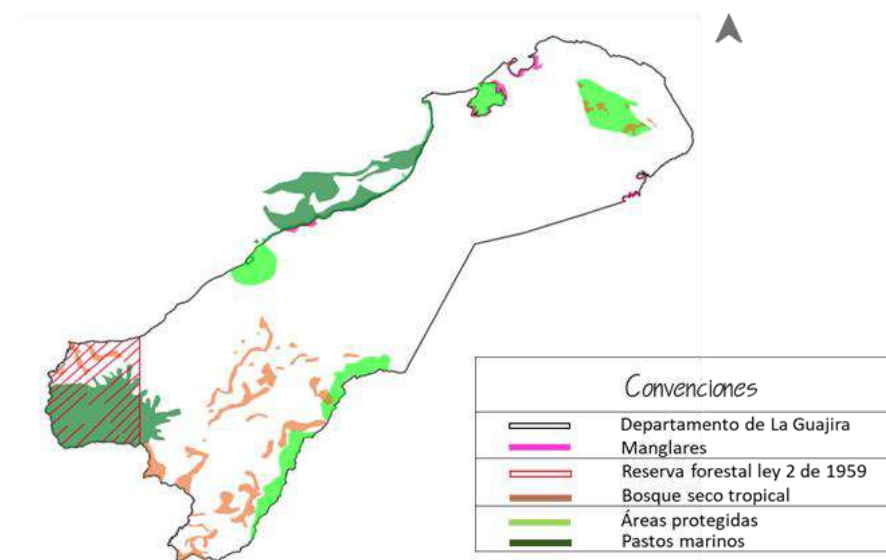 Convenciones
Departamento de La Guajira
Manglares
Reserva forestal ley 2 de 1959
Bosque seco tropical
Áreas protegidas
Pastos marinos